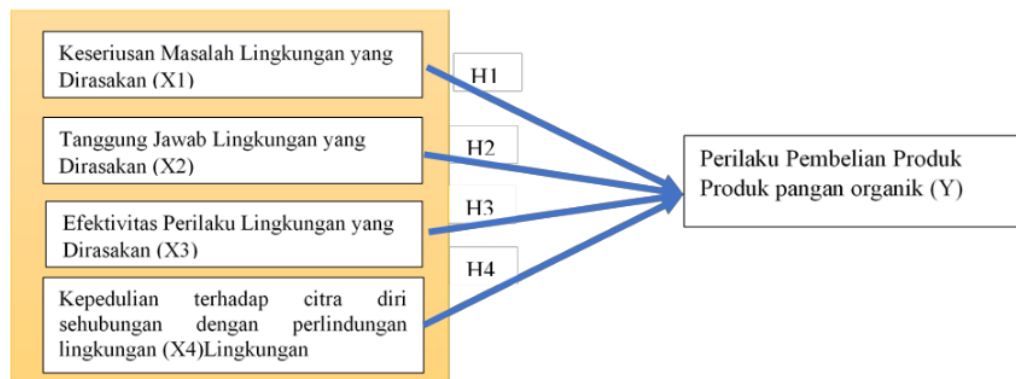 Keseriusan Masalah Lingkungan yang
Dirasakan (X1)
H1
Tanggung Jawab Lingkungan yang
Dirasakan (X2)
H2
Efektivitas Perilaku Lingkungan yang
Dirasakan (X3)
H3
Kepedulian terhadap citra diri
sehubungan dengan perlindungan
lingkungan (X4)Lingkungan
H4
Perilaku Pembelian Produk
Produk pangan organik (Y)